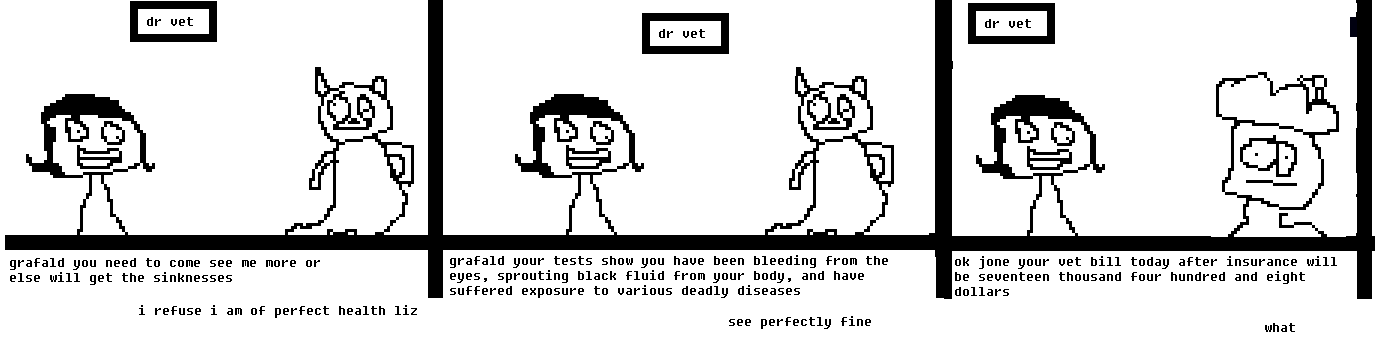 dr vet
grafald you need to come see me more or
else will get the sinknesses
i refuse i am of perfect health liz
dr vet
grafald your tests show you have been bleeding from the
eyes, sprouting black fluid from your body, and have
suffered exposure to various deadly diseases
see perfectly fine
dr vet
ok jone your vet bill today after insurance will
be seventeen thousand four hundred and eight
dollars
what